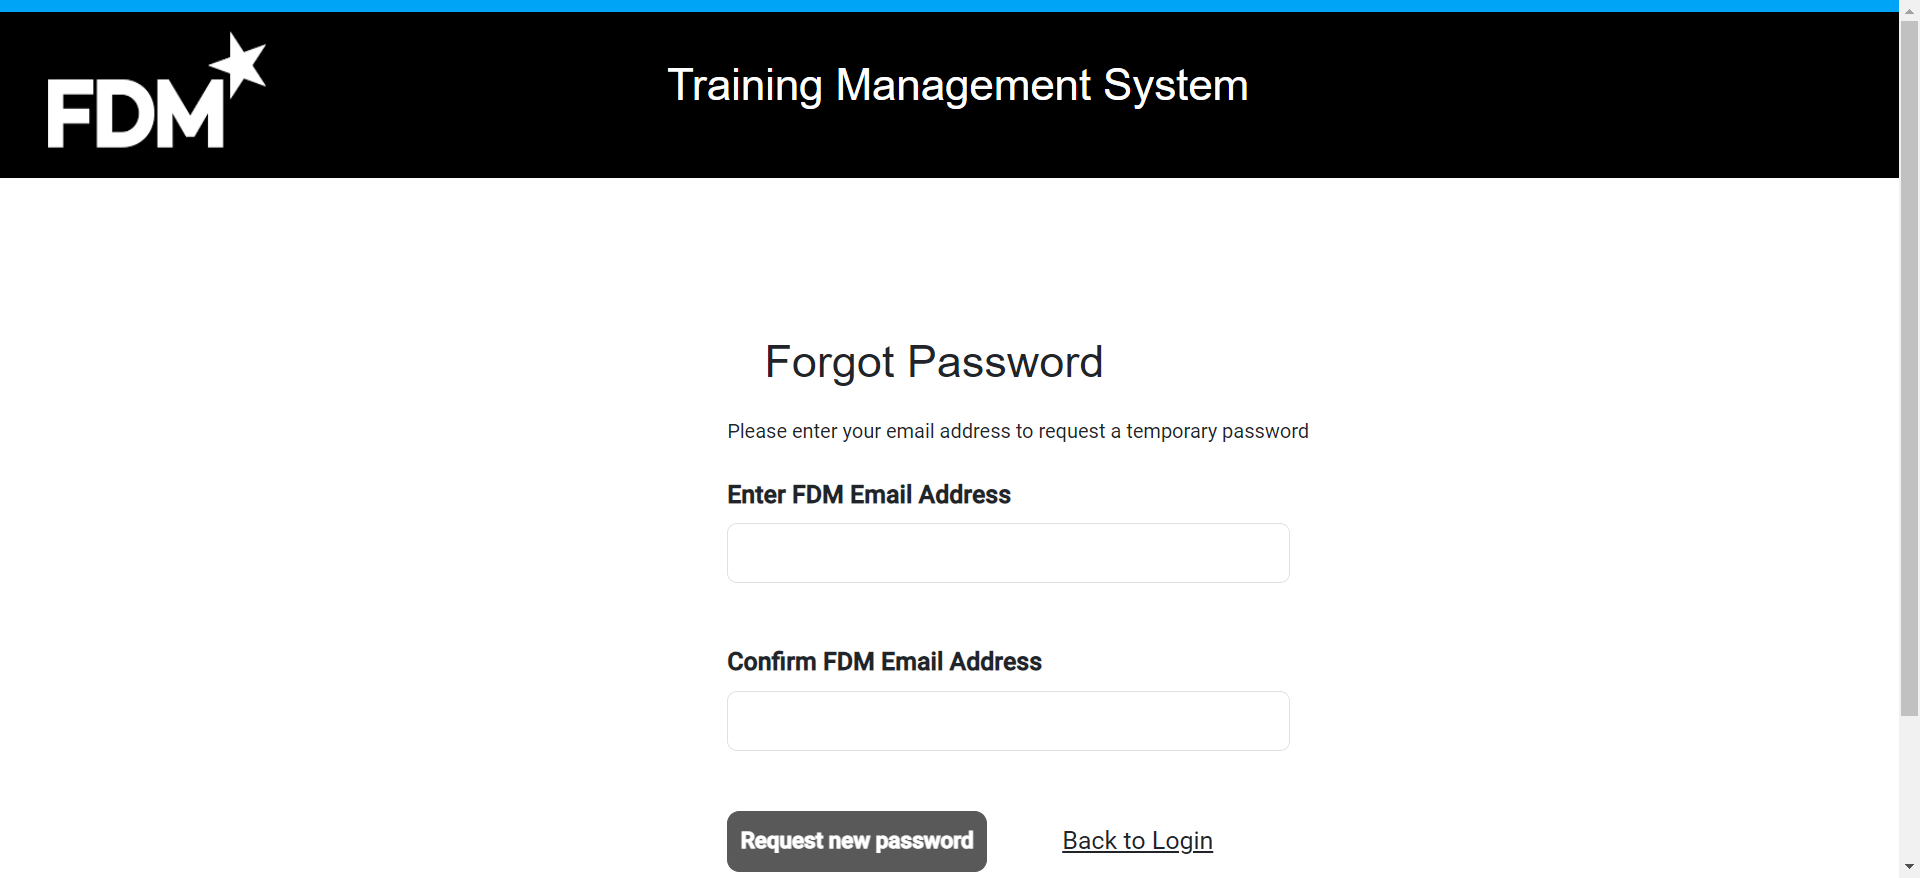 FDM
Training Management System
Forgot Password
Please enter your email address to request a temporary password
Enter FDM Email Address
Confirm FDM Email Address
Request new password
Back to Login